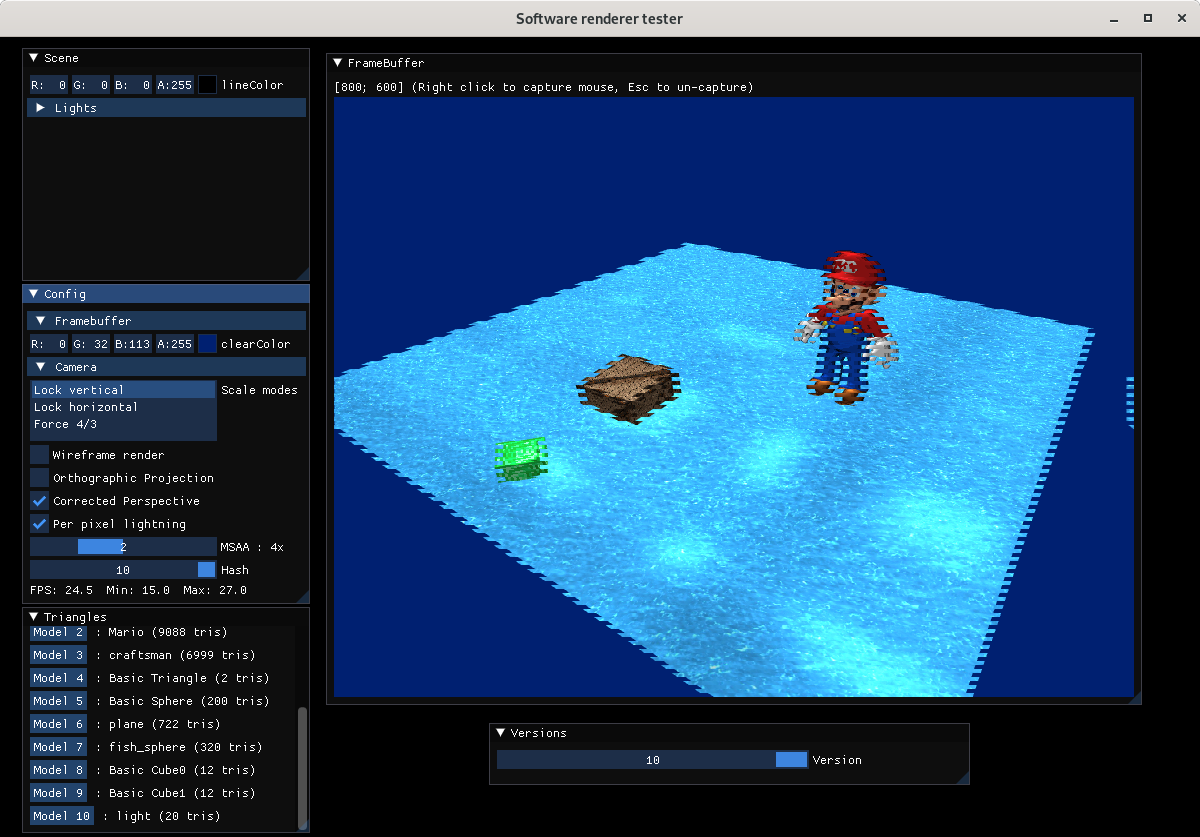 Software renderer tester
Scene
R: 0 G: 0 B: 0 A:255 lineColor
Lights
Config
Framebuffer
R: 0 G: 32 B:113 A:255 clearColor
Camera
Lock vertical Scale modes
Lock horizontal
Force 4/3
Wireframe render
Orthographic Projection
Corrected Perspective
Per pixel lightning
2 MSAA : 4x
10 Hash
FPS: 24.5 Min: 15.0 Max: 27.0
Triangles
Model 2 : Mario (9088 tris)
Model 3 : craftsman (6999 tris)
Model 4 : Basic Triangle (2 tris)
Model 5 : Basic Sphere (200 tris)
Model 6 : plane (722 tris)
Model 7 : fish_sphere (320 tris)
Model 8 : Basic Cube0 (12 tris)
Model 9 : Basic Cube1 (12 tris)
Model 10 : light (20 tris)
FrameBuffer
[800; 600] (Right click to capture mouse, Esc to un-capture)
Versions
10 Version